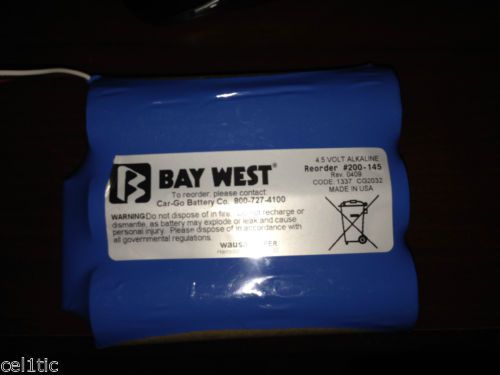 BAY WEST®
To reorder, please contact:
Car-Go Battery Co. 800-727-4100
4.5 VOLT ALKALINE
Reorder #200-145
Rev. 0409
CODE: 1337 CG2032
MADE IN USA
WARNING: Do not dispose of in fire. Do not recharge or
dismantle, as battery may explode or leak and cause
personal injury. Please dispose of in accordance with
all governmental regulations.
cel1tic